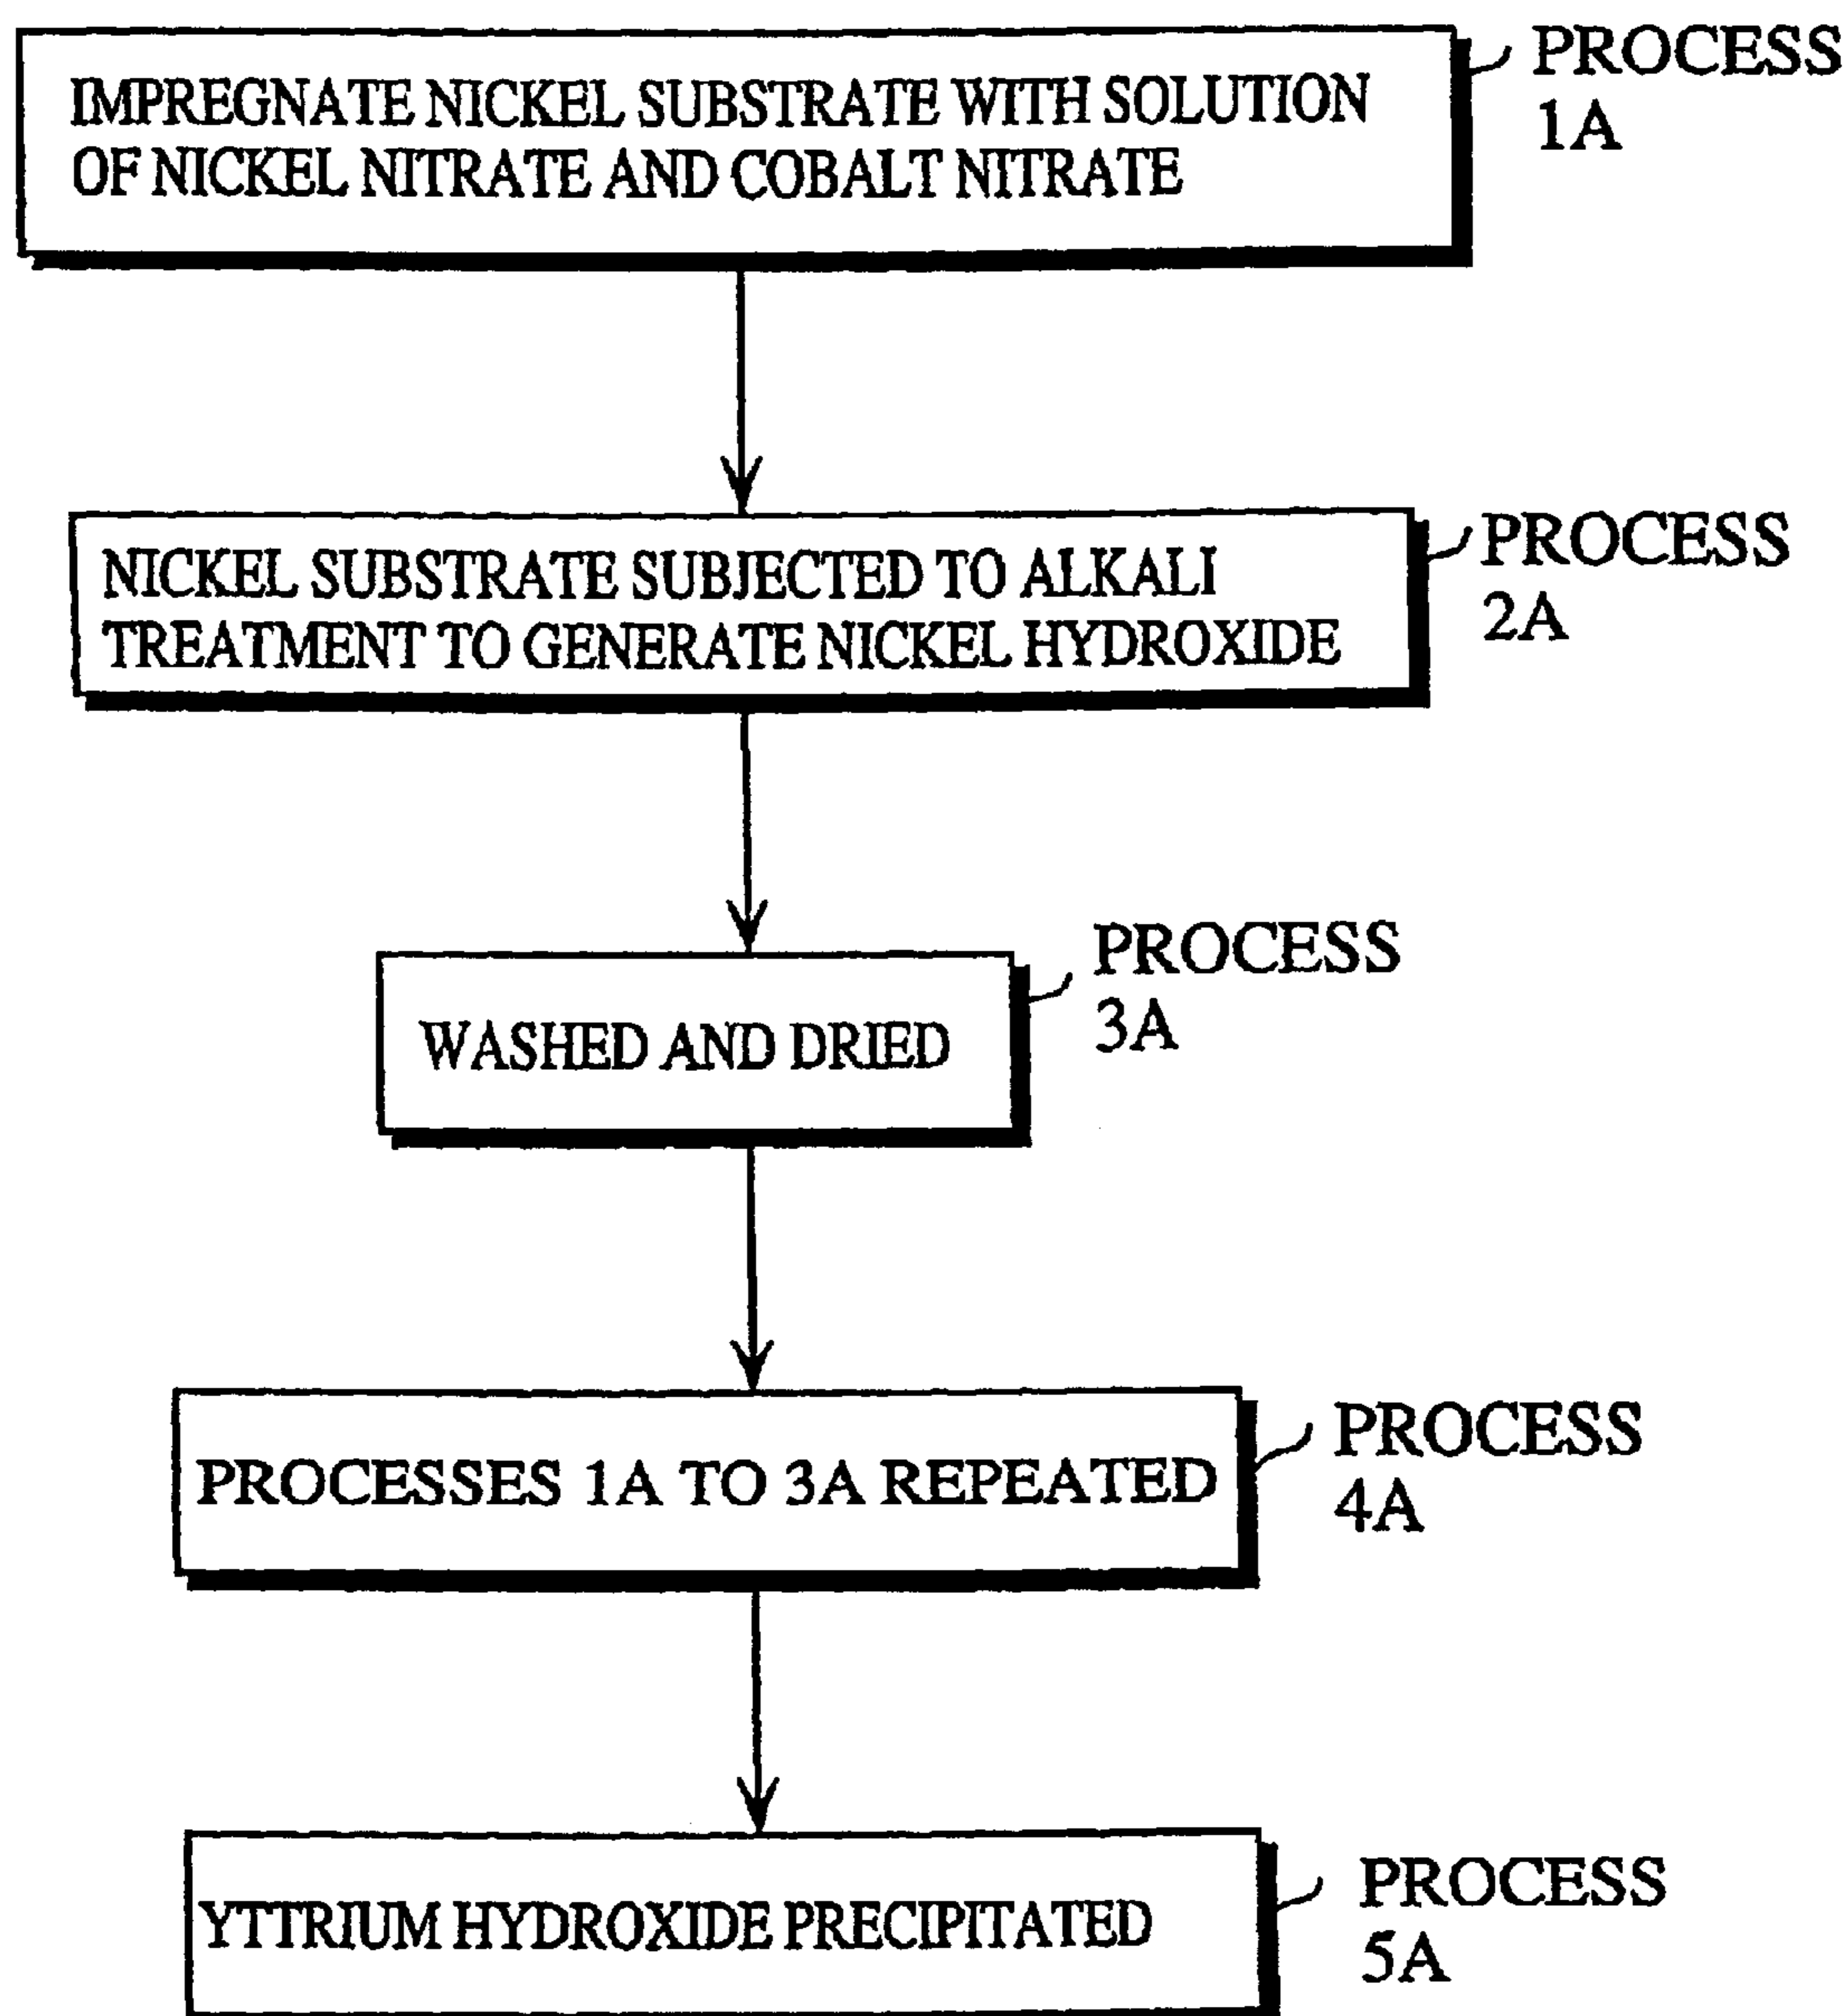 IMPREGNATE NICKEL SUBSTRATE WITH SOLUTION
OF NICKEL NITRATE AND COBALT NITRATE
PROCESS
1A
NICKEL SUBSTRATE SUBJECTED TO ALKALI
TREATMENT TO GENERATE NICKEL HYDROXIDE
PROCESS
2A
WASHED AND DRIED
PROCESS
3A
PROCESSES 1A TO 3A REPEATED
PROCESS
4A
YTTRIUM HYDROXIDE PRECIPITATED
PROCESS
5A